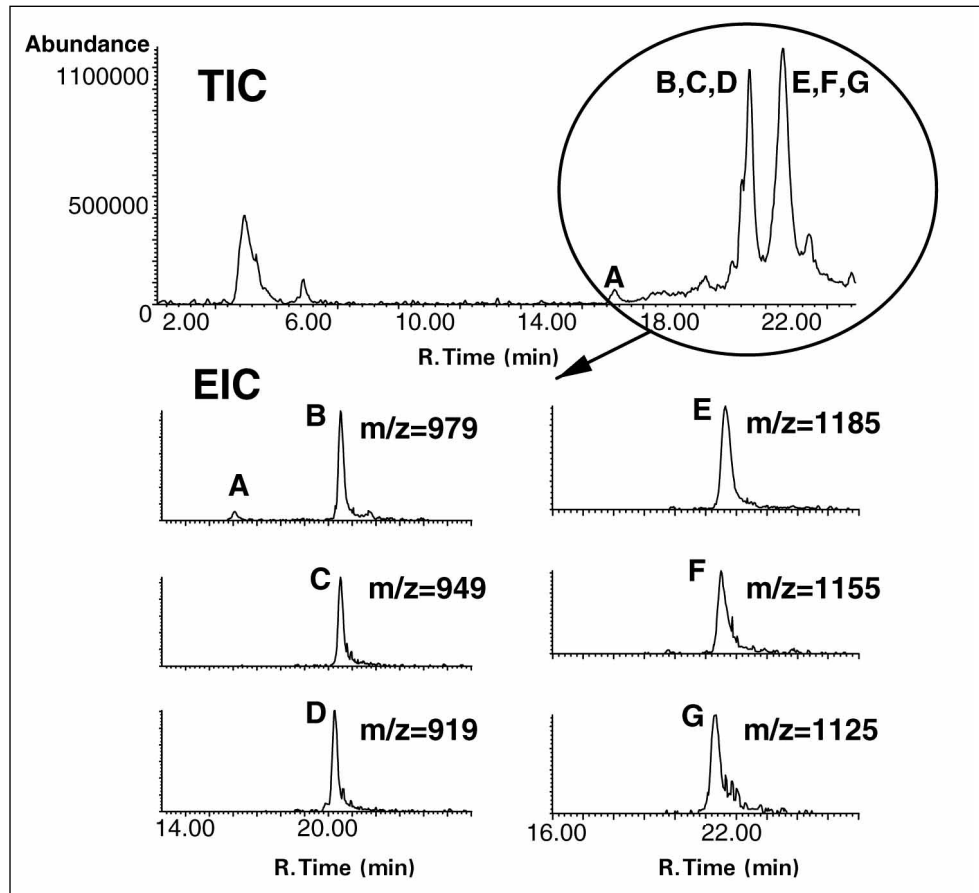 Abundance
1100000
TIC
B,C,D
E,F,G
500000
A
0
2.00 6.00 10.00 14.00 18.00 22.00
R.Time (min)
EIC
B
m/z=979
A
E
m/z=1185
C
m/z=949
F
m/z=1155
D
m/z=919
G
m/z=1125
14.00 20.00
16.00 22.00
R.Time (min)
R.Time (min)